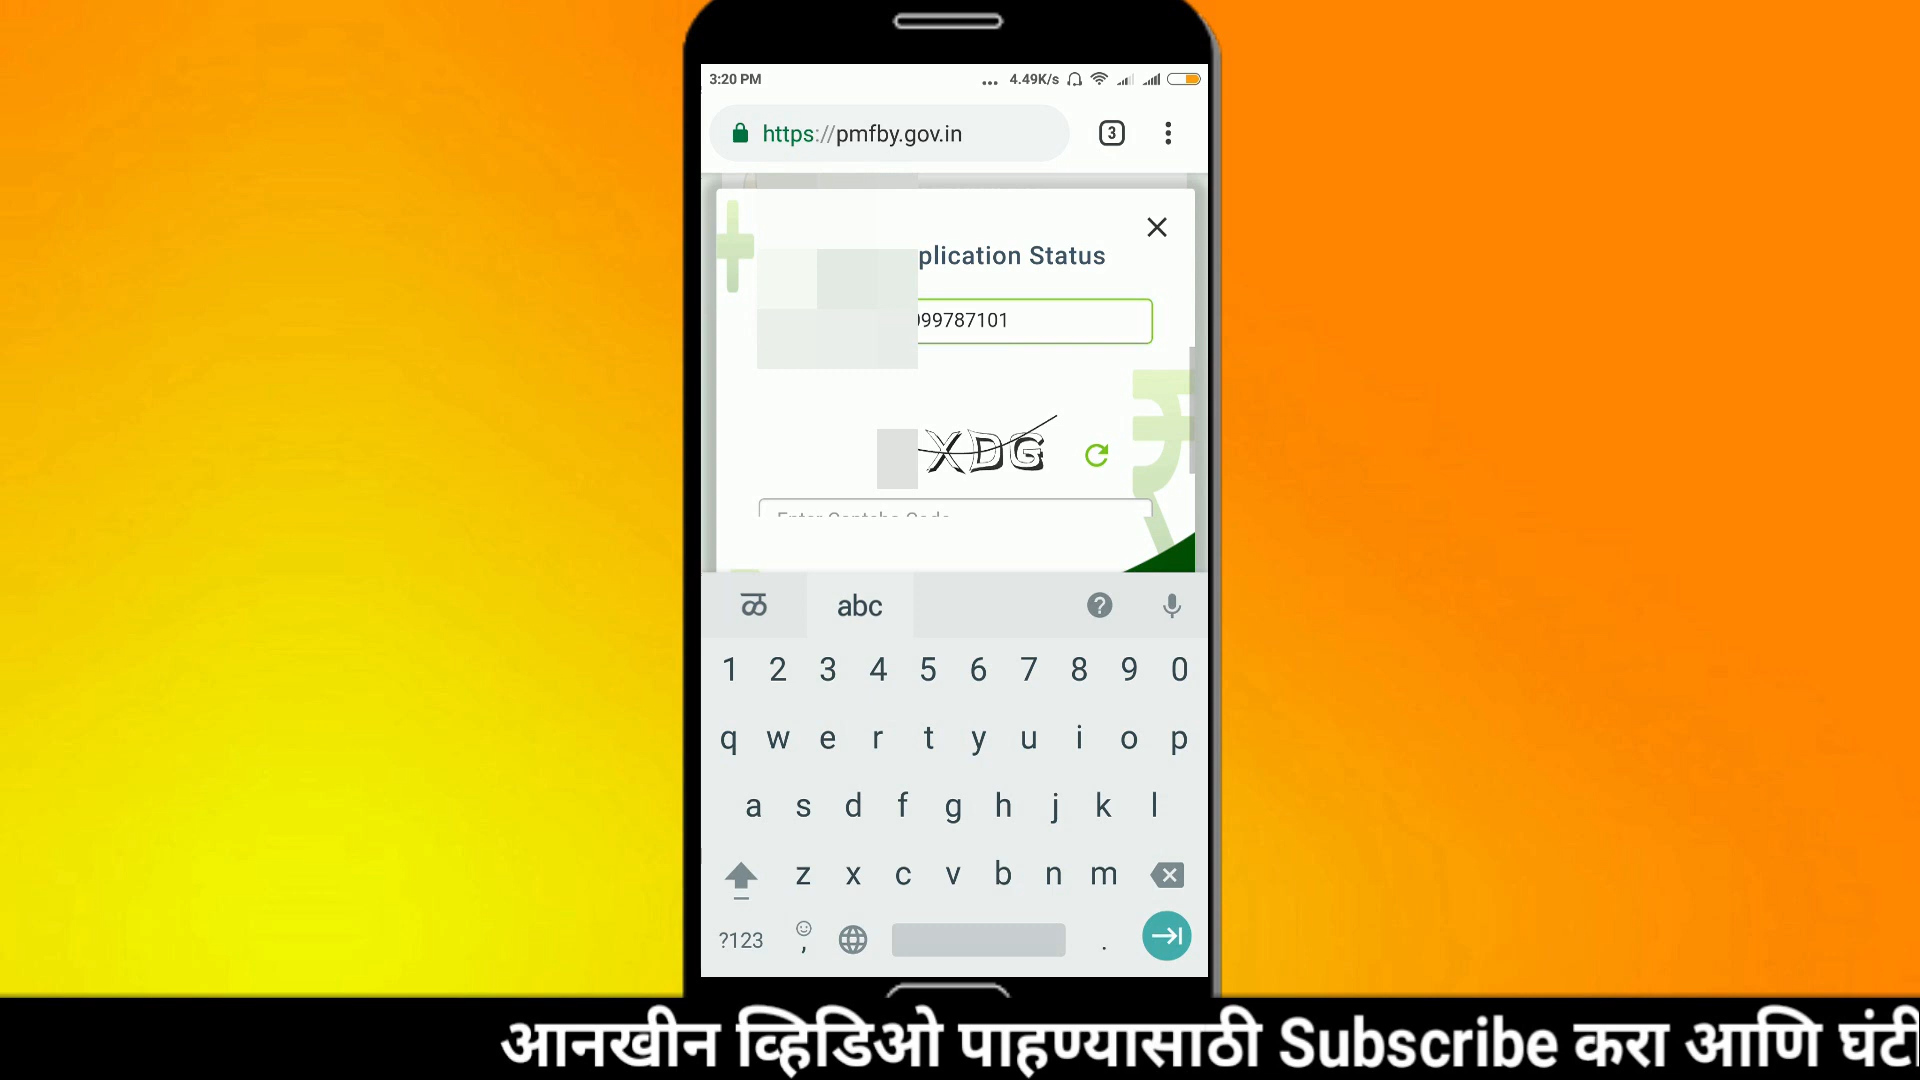 3:20 PM ... 4.49K/s
https://pmfby.gov.in 3
plication Status
99787101
XDG
Enter Captcha Code
ळ abc ?
1 2 3 4 5 6 7 8 9 0
q w e r t y u i o p
a s d f g h j k l
z x c v b n m
?123 , .
आनखीन व्हिडिओ पाहण्यासाठी Subscribe करा आणि घंटी